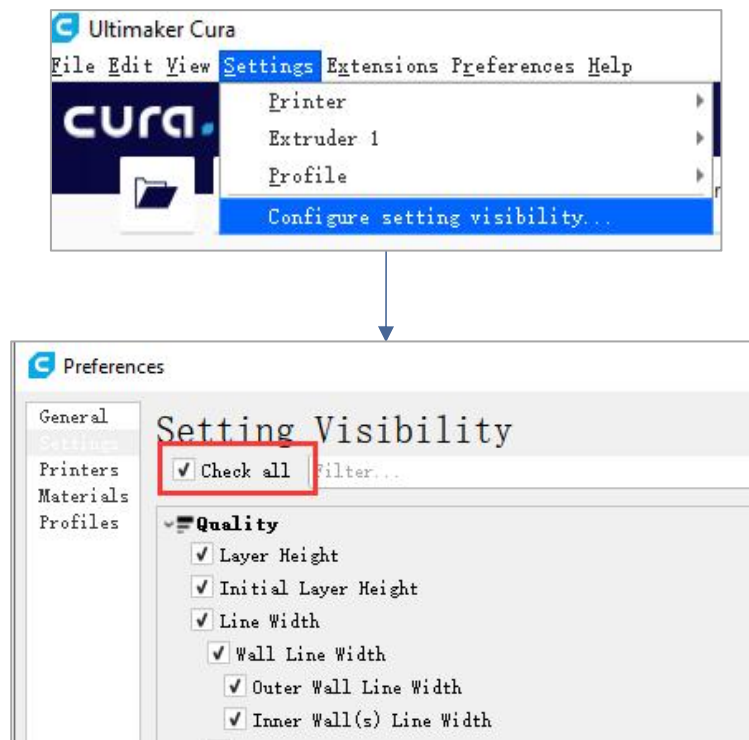 Ultimaker Cura
File Edit View Settings Extensions Preferences Help
cura.
Printer
Extruder 1
Profile
Configure setting visibility...
Preferences
General
Settings
Printers
Materials
Profiles
Setting Visibility
Check all Filter...
Quality
Layer Height
Initial Layer Height
Line Width
Wall Line Width
Outer Wall Line Width
Inner Wall(s) Line Width